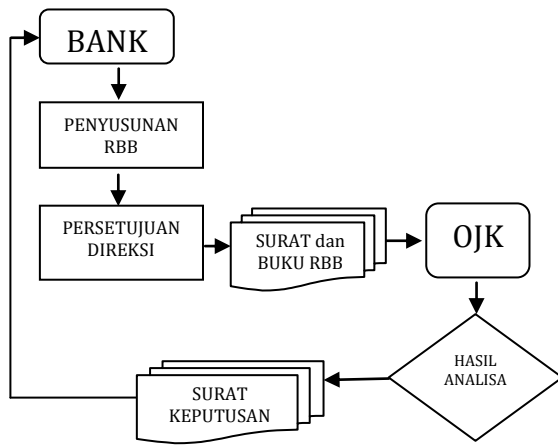 BANK
PENYUSUNAN
RBB
PERSETUJUAN
DIREKSI
SURAT dan
BUKU RBB
OJK
HASIL
ANALISA
SURAT
KEPUTUSAN